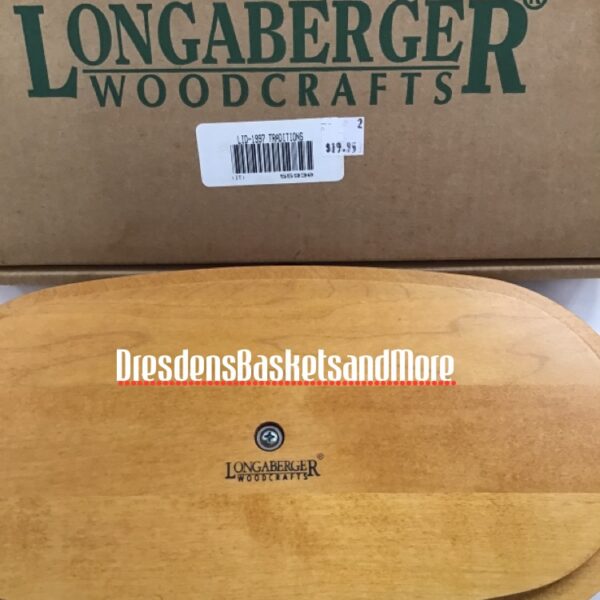 LONGABERGER®
WOODCRAFTS
2
LID-1997 TRADITIONS
$19.95
DresdensBasketsandMore
LONGABERGER®
WOODCRAFTS